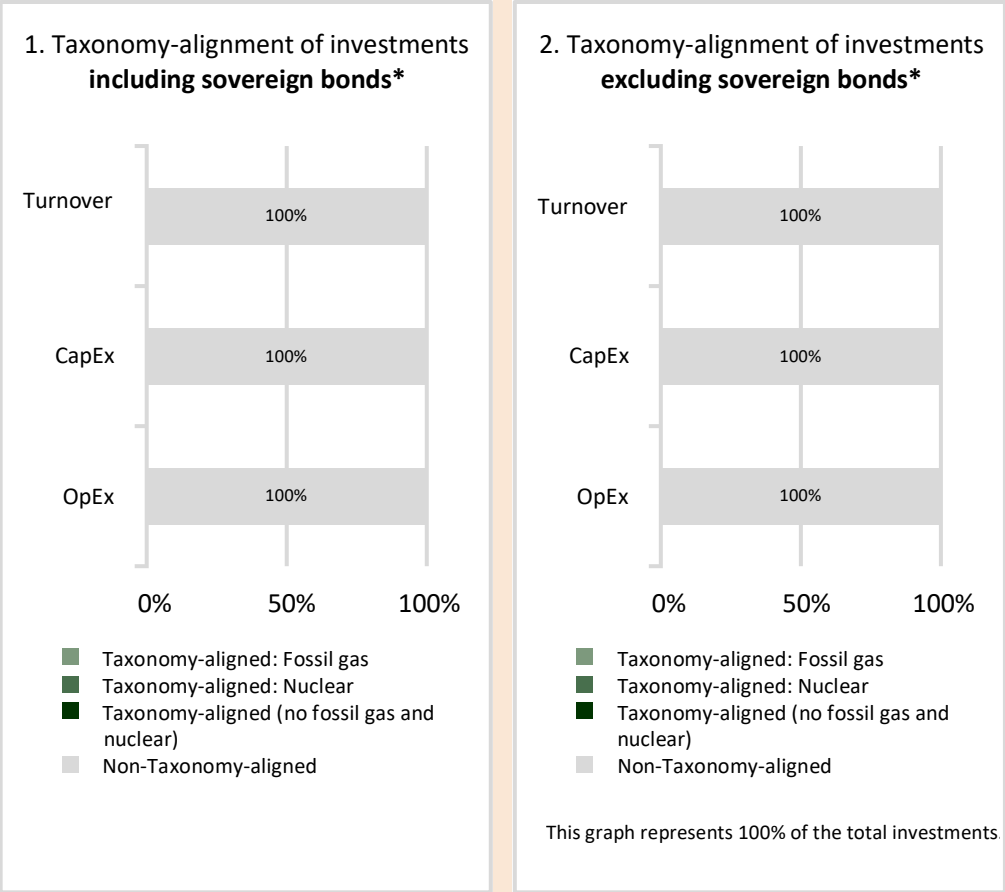 1. Taxonomy-alignment of investments
including sovereign bonds*
Turnover
100%
CapEx
100%
OpEx
100%
0% 50% 100%
Taxonomy-aligned: Fossil gas
Taxonomy-aligned: Nuclear
Taxonomy-aligned (no fossil gas and
nuclear)
Non-Taxonomy-aligned
2. Taxonomy-alignment of investments
excluding sovereign bonds*
Turnover
100%
CapEx
100%
OpEx
100%
0% 50% 100%
Taxonomy-aligned: Fossil gas
Taxonomy-aligned: Nuclear
Taxonomy-aligned (no fossil gas and
nuclear)
Non-Taxonomy-aligned
This graph represents 100% of the total investments.